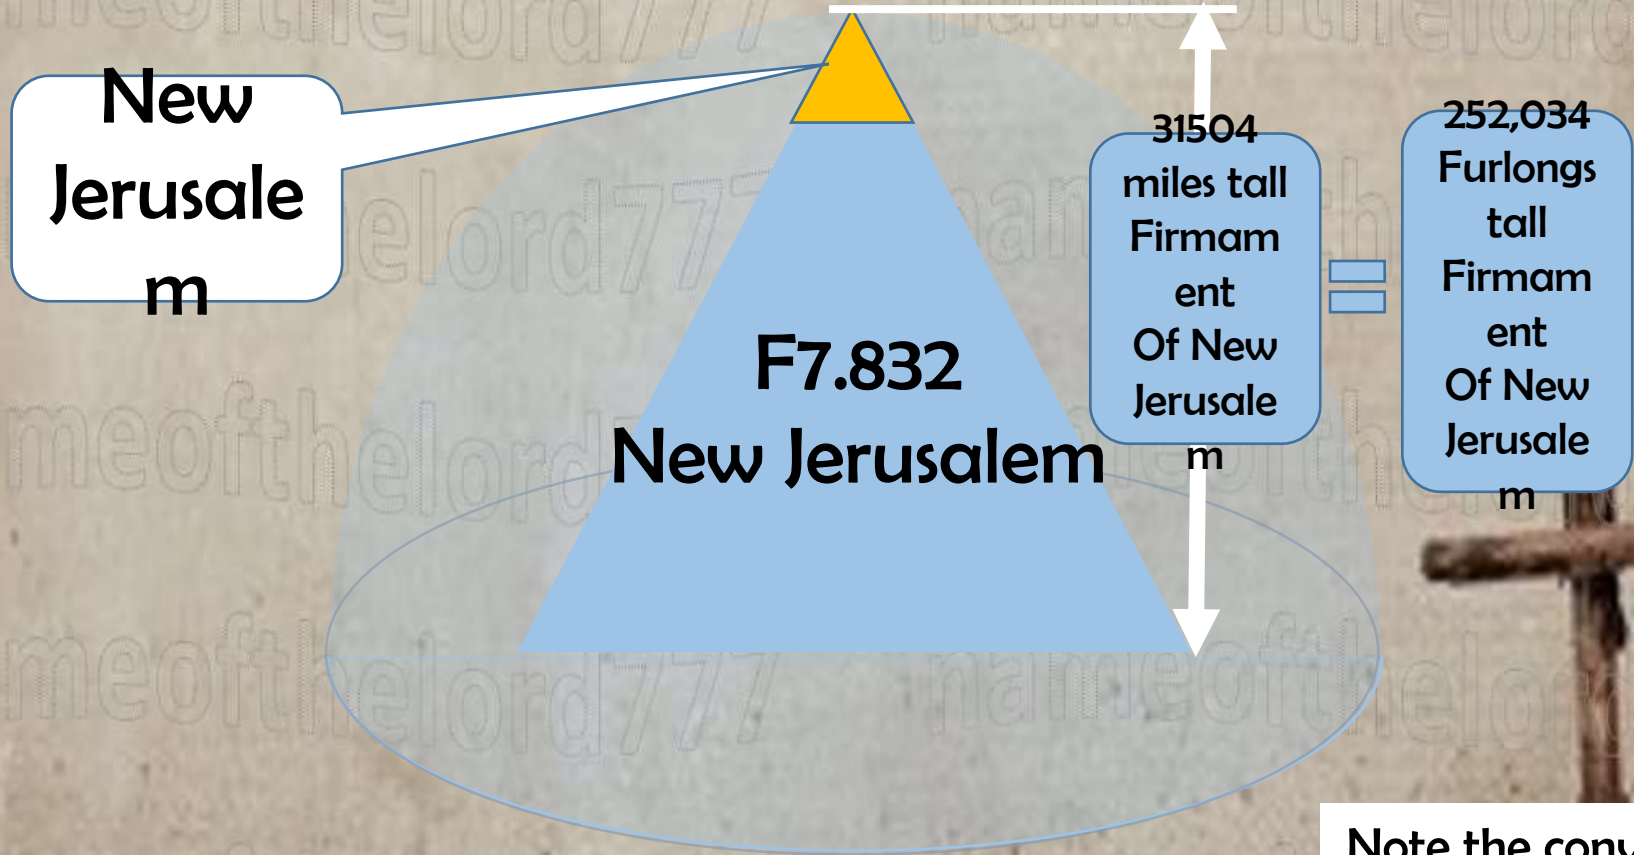 New
Jerusale
m
F7.832
New Jerusalem
31504
miles tall
Firmam
ent
Of New
Jerusale
m
252,034
Furlongs
tall
Firmam
ent
Of New
Jerusale
m
Note the
nameofthelord777